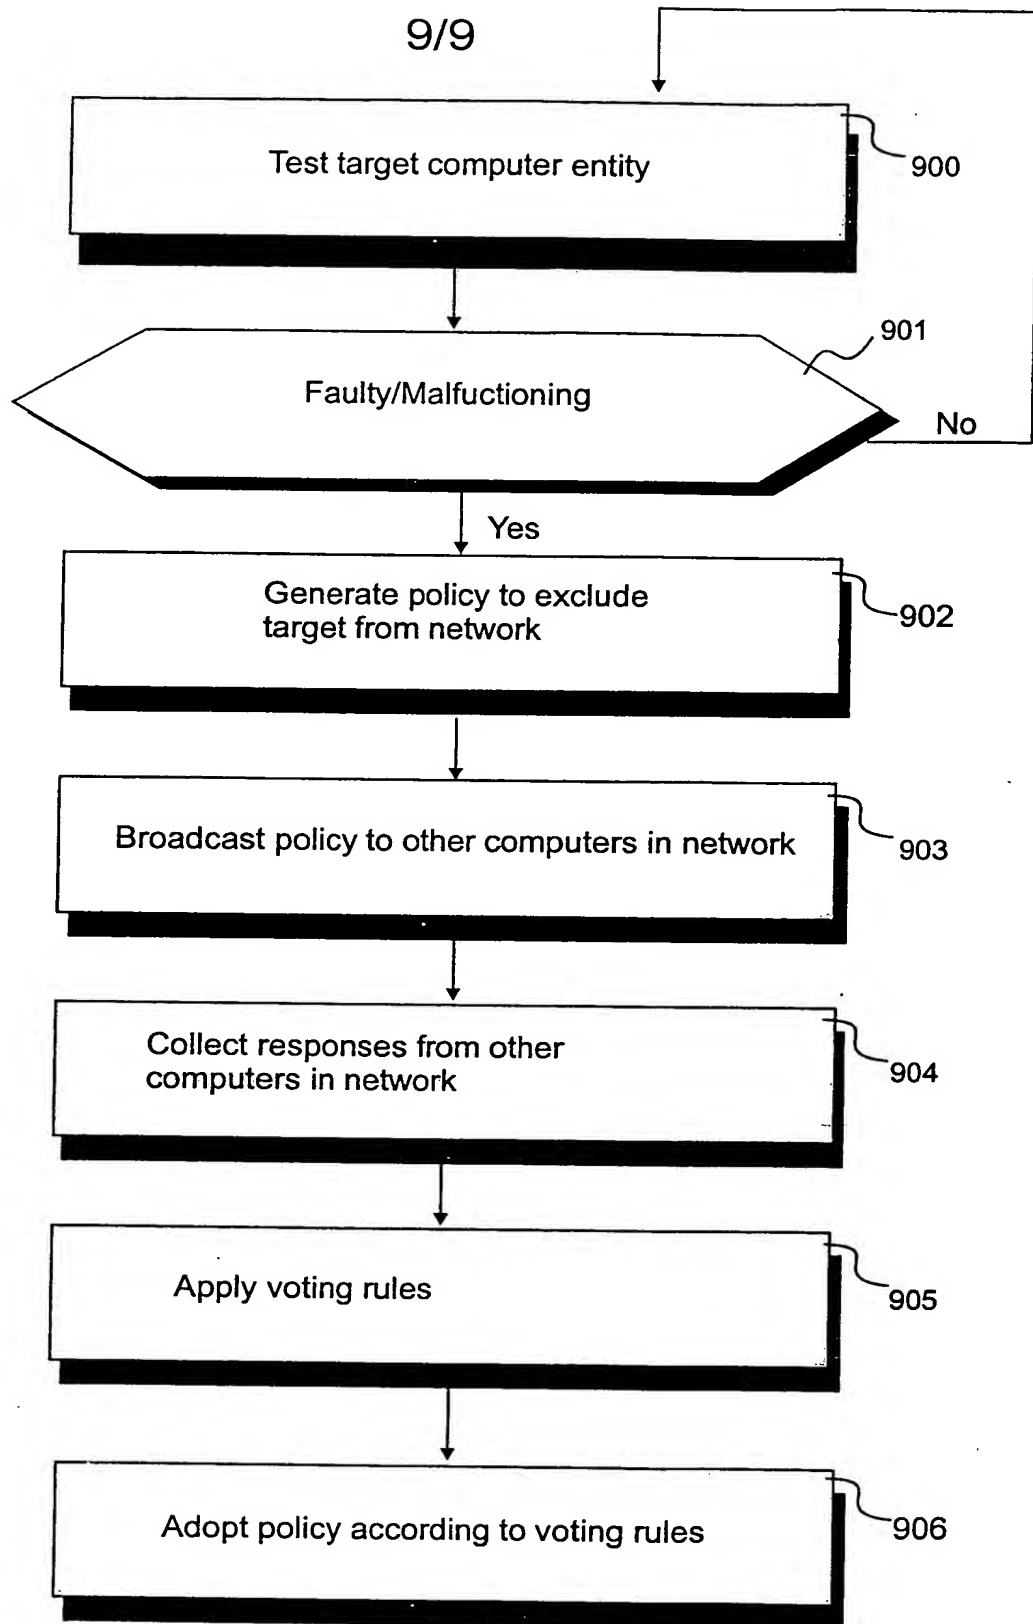 9/9
Test target computer entity
900
901
Faulty/Malfuctioning
No
Yes
Generate policy to exclude
target from network
902
Broadcast policy to other computers in network
903
Collect responses from other
computers in network
904
Apply voting rules
905
Adopt policy according to voting rules
906